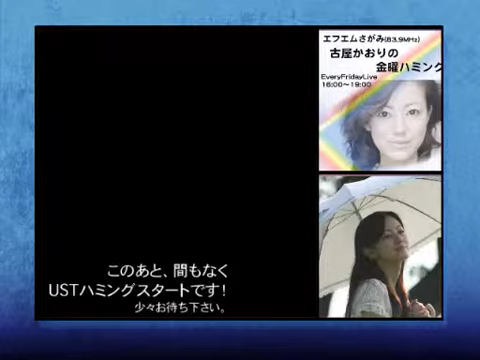 エフエムさがみ(83.9MHz)
古屋かおりの
金曜ハミング
EveryFridayLive
16:00～19:00
このあと、間もなく
USTハミングスタートです!
少々お待ち下さい。